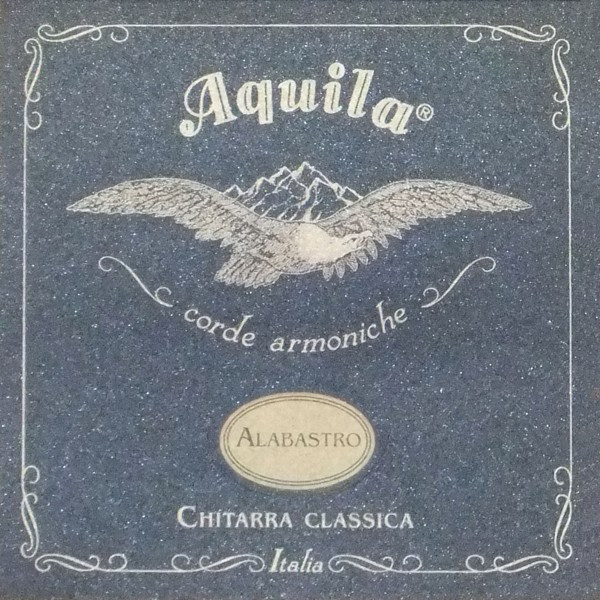 Aquila®
corde armoniche
ALABASTRO
CHITARRA CLASSICA
Italia